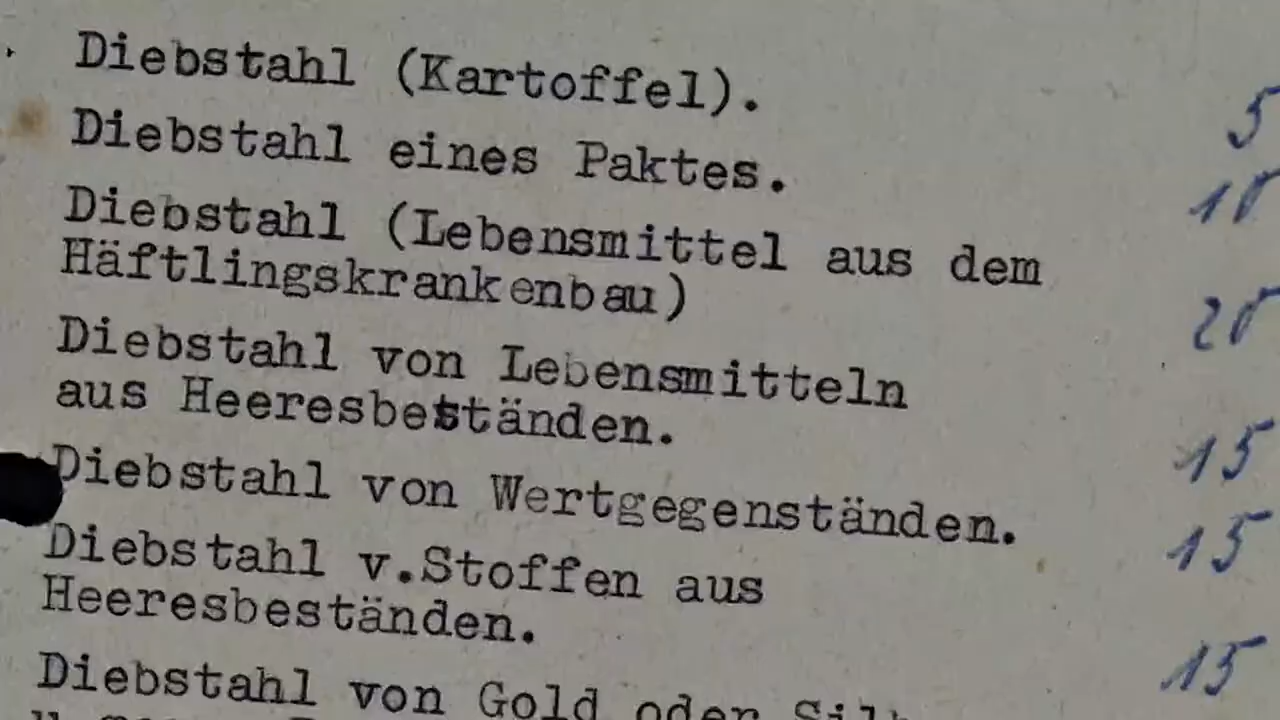 Diebstahl (Kartoffel). 5
Diebstahl eines Paktes. 10
Diebstahl (Lebensmittel aus dem
Häftlingskrankenbau) 20
Diebstahl von Lebensmitteln
aus Heeresbeständen. 15
Diebstahl von Wertgegenständen. 15
Diebstahl v.Stoffen aus
Heeresbeständen. 15
Diebstahl von Gold oder